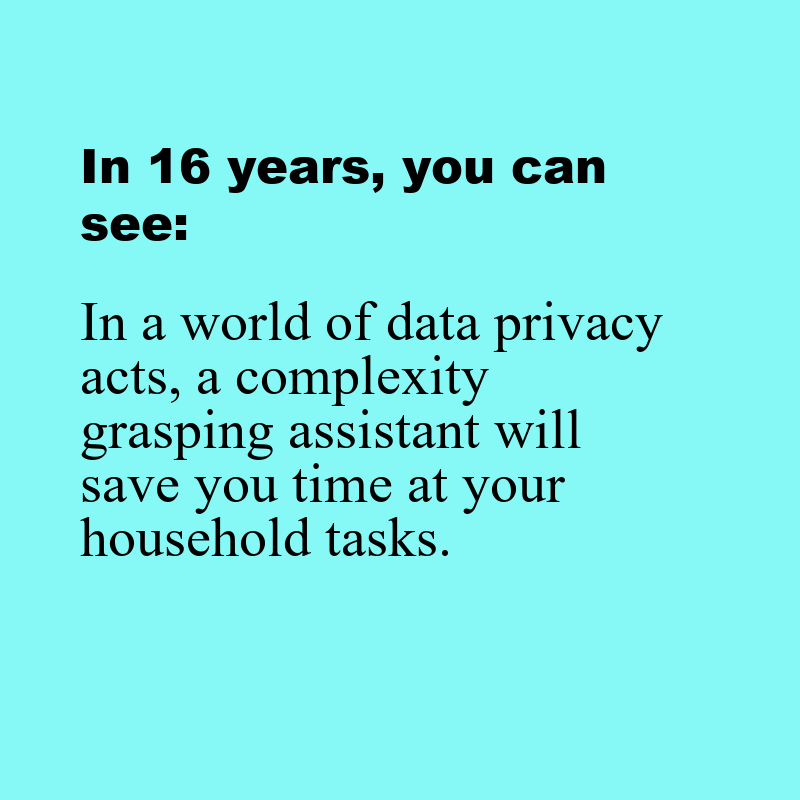 In 16 years, you can
see:
In a world of data privacy
acts, a complexity
grasping assistant will
save you time at your
household tasks.